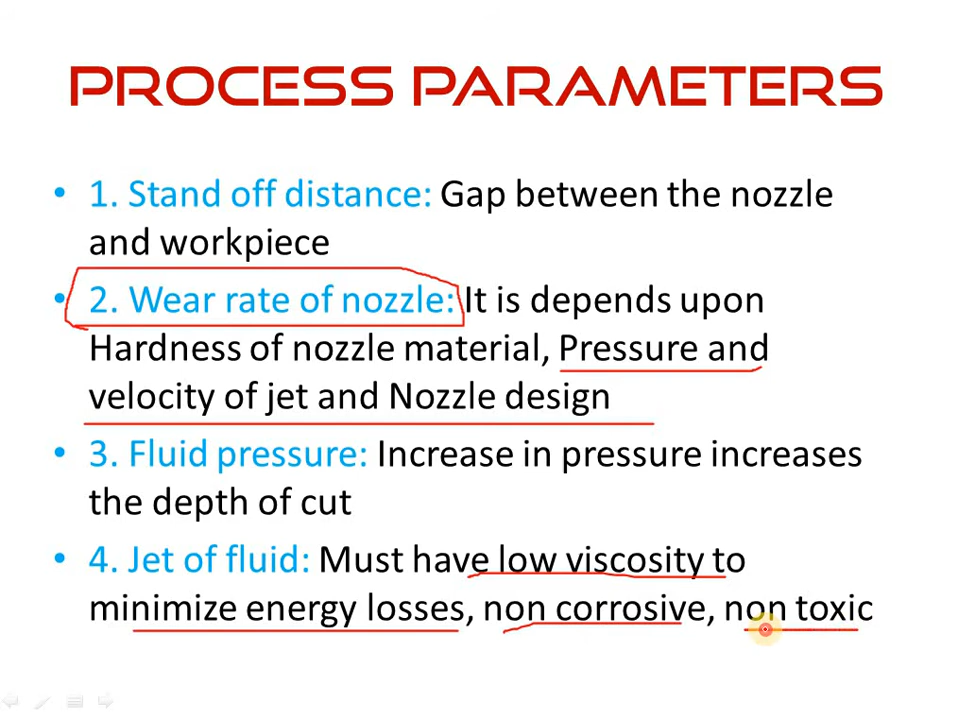 PROCESS PARAMETERS
• 1. Stand off distance: Gap between the nozzle
and workpiece
• 2. Wear rate of nozzle: It is depends upon
Hardness of nozzle material, Pressure and
velocity of jet and Nozzle design
• 3. Fluid pressure: Increase in pressure increases
the depth of cut
• 4. Jet of fluid: Must have low viscosity to
minimize energy losses, non corrosive, non toxic